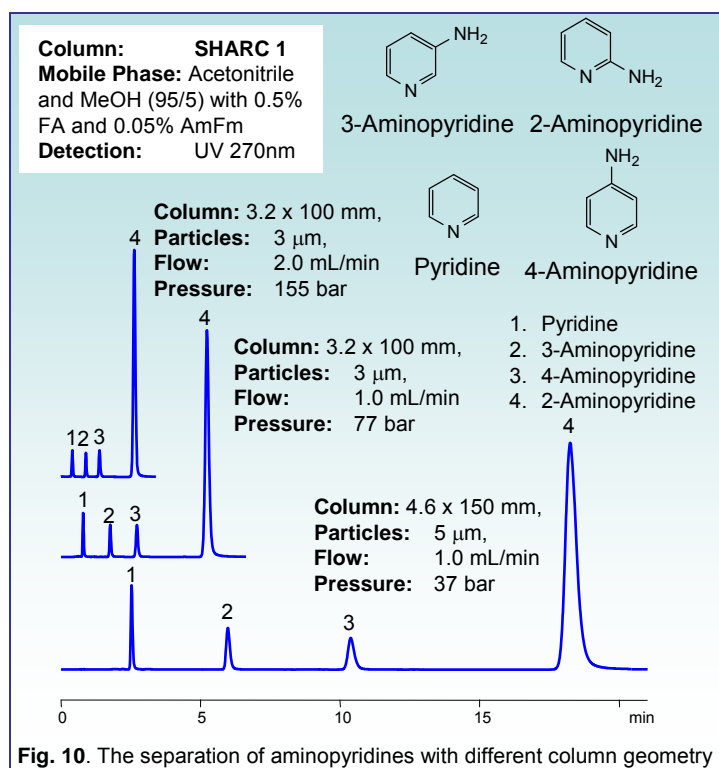 Column: SHARC 1
Mobile Phase: Acetonitrile
and MeOH (95/5) with 0.5%
FA and 0.05% AmFm
Detection: UV 270nm
NH2
N
3-Aminopyridine
N
NH2
2-Aminopyridine
N
Pyridine
NH2
N
4-Aminopyridine
Column: 3.2 x 100 mm,
Particles: 3 μm,
Flow: 2.0 mL/min
Pressure: 155 bar
Column: 3.2 x 100 mm,
Particles: 3 μm,
Flow: 1.0 mL/min
Pressure: 77 bar
1. Pyridine
2. 3-Aminopyridine
3. 4-Aminopyridine
4. 2-Aminopyridine
Column: 4.6 x 150 mm,
Particles: 5 μm,
Flow: 1.0 mL/min
Pressure: 37 bar
1 2 3 4
1 2 3 4
1 2 3 4
0 5 10 15 min
Fig. 10. The separation of aminopyridines with different column geometry